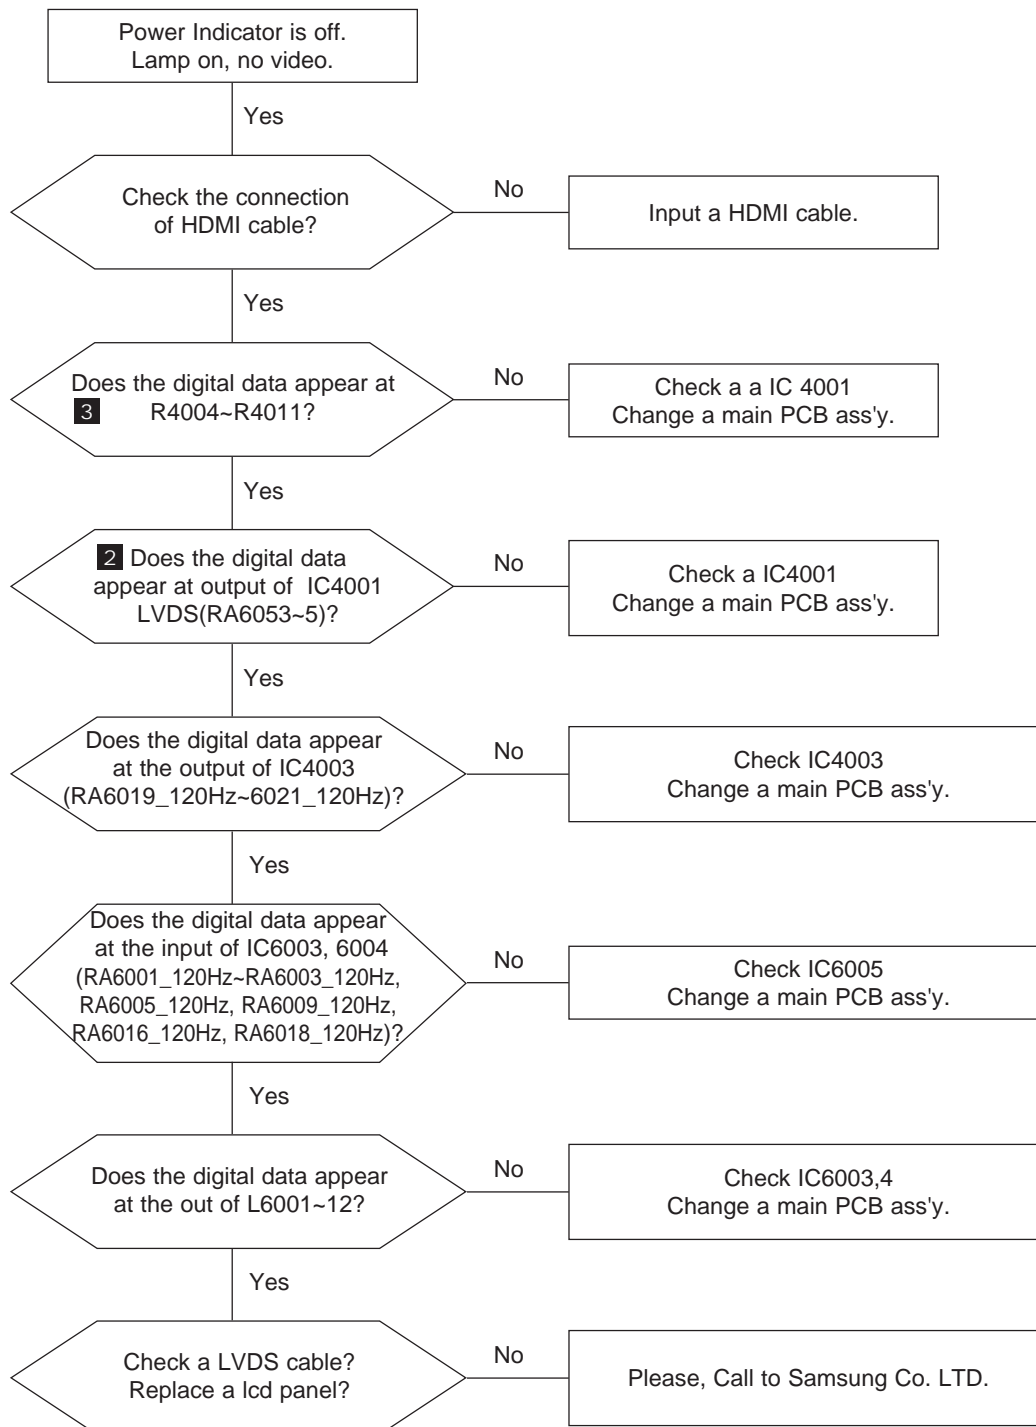 Power Indicator is off.
Lamp on, no video.
Yes
Check the connection
of HDMI cable?
No
Input a HDMI cable.
Yes
Does the digital data appear at
3 R4004~R4011?
No
Check a a IC 4001
Change a main PCB ass'y.
Yes
2 Does the digital data
appear at output of IC4001
LVDS(RA6053~5)?
No
Check a IC4001
Change a main PCB ass'y.
Yes
Does the digital data appear
at the output of IC4003
(RA6019_120Hz~6021_120Hz)?
No
Check IC4003
Change a main PCB ass'y.
Yes
Does the digital data appear
at the input of IC6003, 6004
(RA6001_120Hz~RA6003_120Hz,
RA6005_120Hz, RA6009_120Hz,
RA6016_120Hz, RA6018_120Hz)?
No
Check IC6005
Change a main PCB ass'y.
Yes
Does the digital data appear
at the out of L6001~12?
No
Check IC6003,4
Change a main PCB ass'y.
Yes
Check a LVDS cable?
Replace a lcd panel?
No
Please, Call to Samsung Co. LTD.